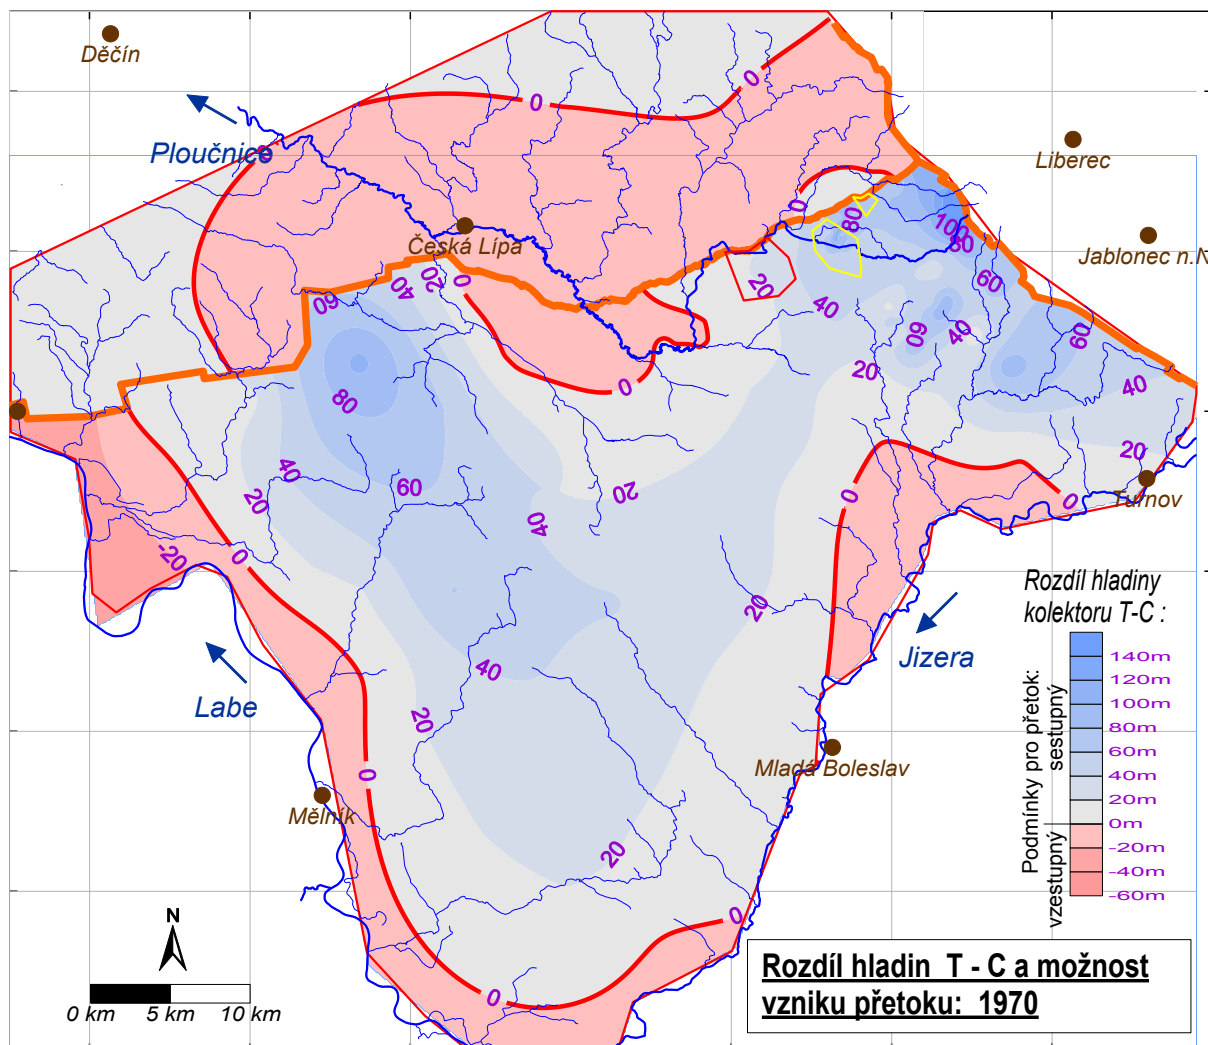 Děčín
Ploučnice
Liberec
Jablonec n.N
Česká Lípa
Turnov
Jizera
Labe
Mladá Boleslav
Mělník
0
0
0
0
0
80
100
80
60
60
40
20
40
60
40
20
40
20
0
60
80
0
20
40
60
20
40
20
0
0
-20
0
20
40
20
0
20
0
0
Rozdíl hladiny
kolektoru T-C :
Podmínky pro přetok:
sestupný
vzestupný
140m
120m
100m
80m
60m
40m
20m
0m
-20m
-40m
-60m
N
0 km 5 km 10 km
Rozdíl hladin T - C a možnost
vzniku přetoku: 1970